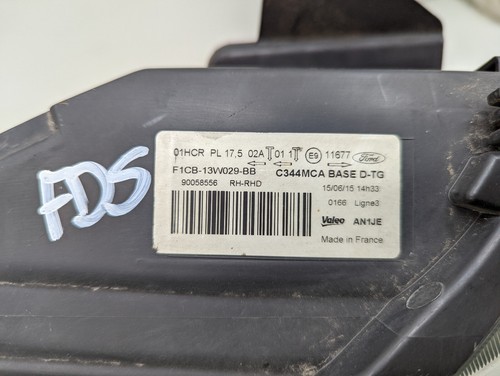 FDS
01HCR PL 17,5 02A 01 1 E9 11677 Ford
F1CB-13W029-BB C344MCA BASE D-TG
90058556 RH-RHD 15/06/15 14h33
0166 Ligne3
Valeo AN1JE
Made in France